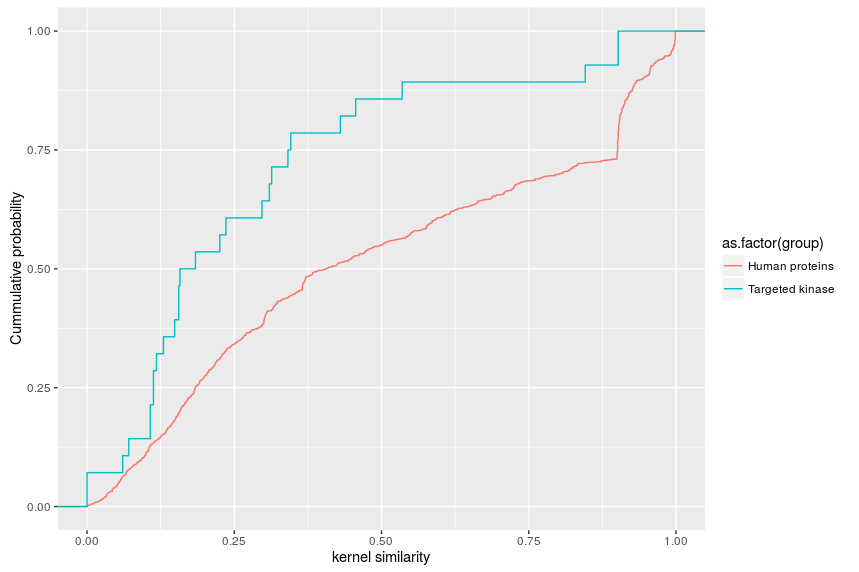 1.00
0.75
0.50
0.25
0.00
Cummulative probability
0.00 0.25 0.50 0.75 1.00
kernel similarity
as.factor(group)
Human proteins
Targeted kinase